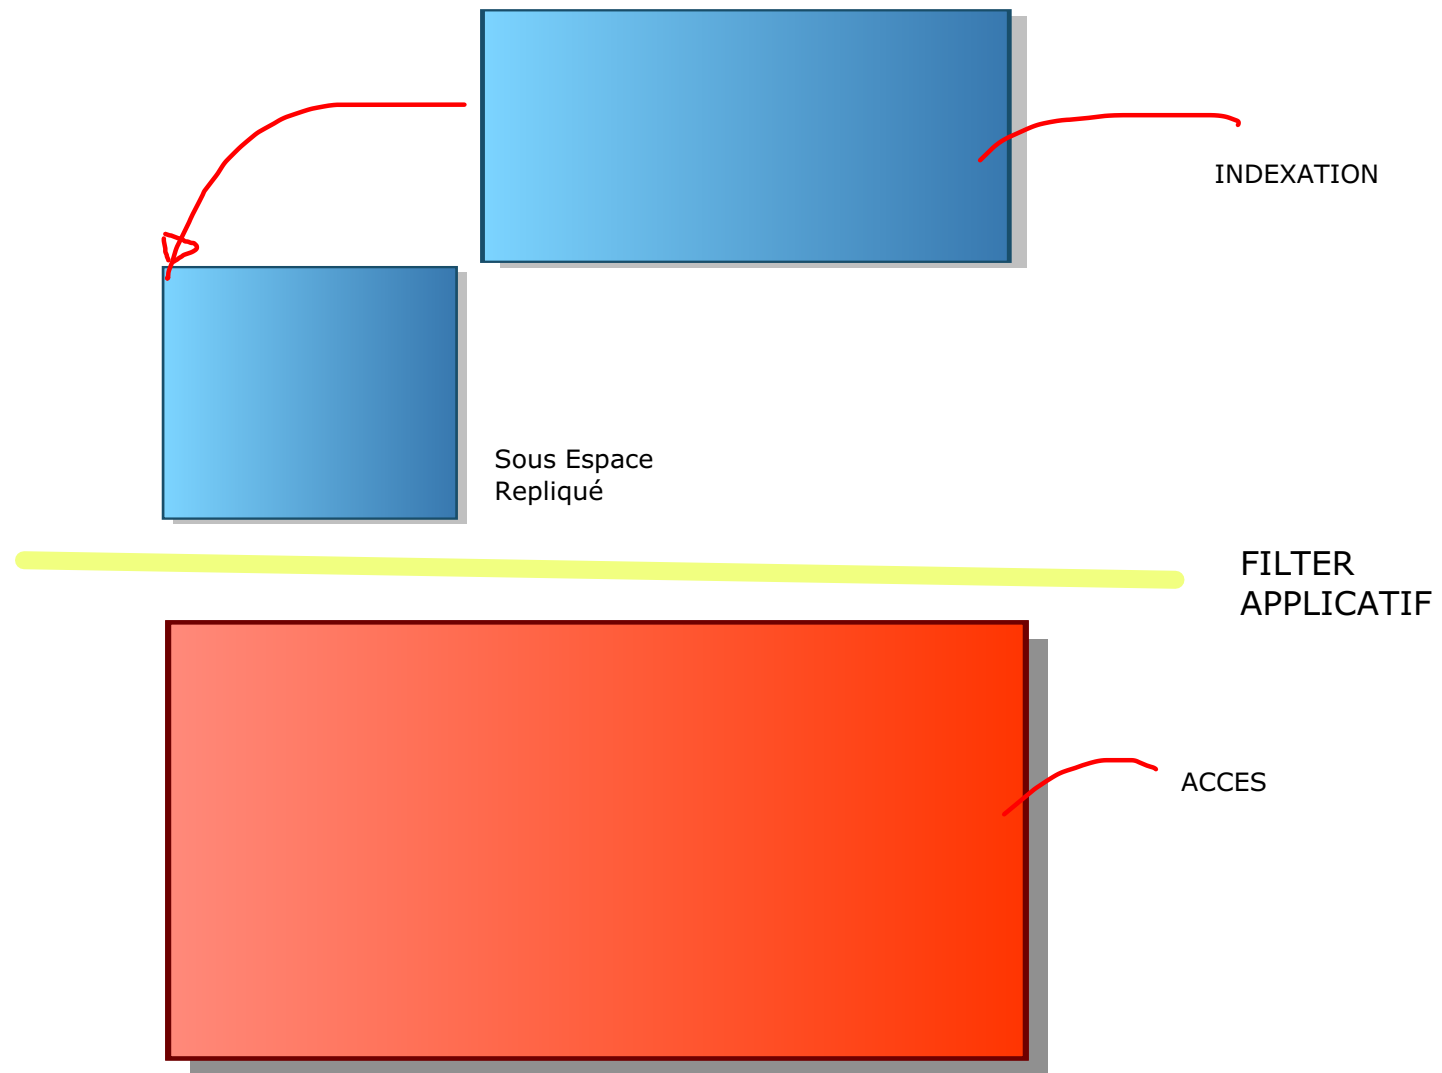 INDEXATION
Sous Espace
Repliqué
FILTER
APPLICATIF
ACCES